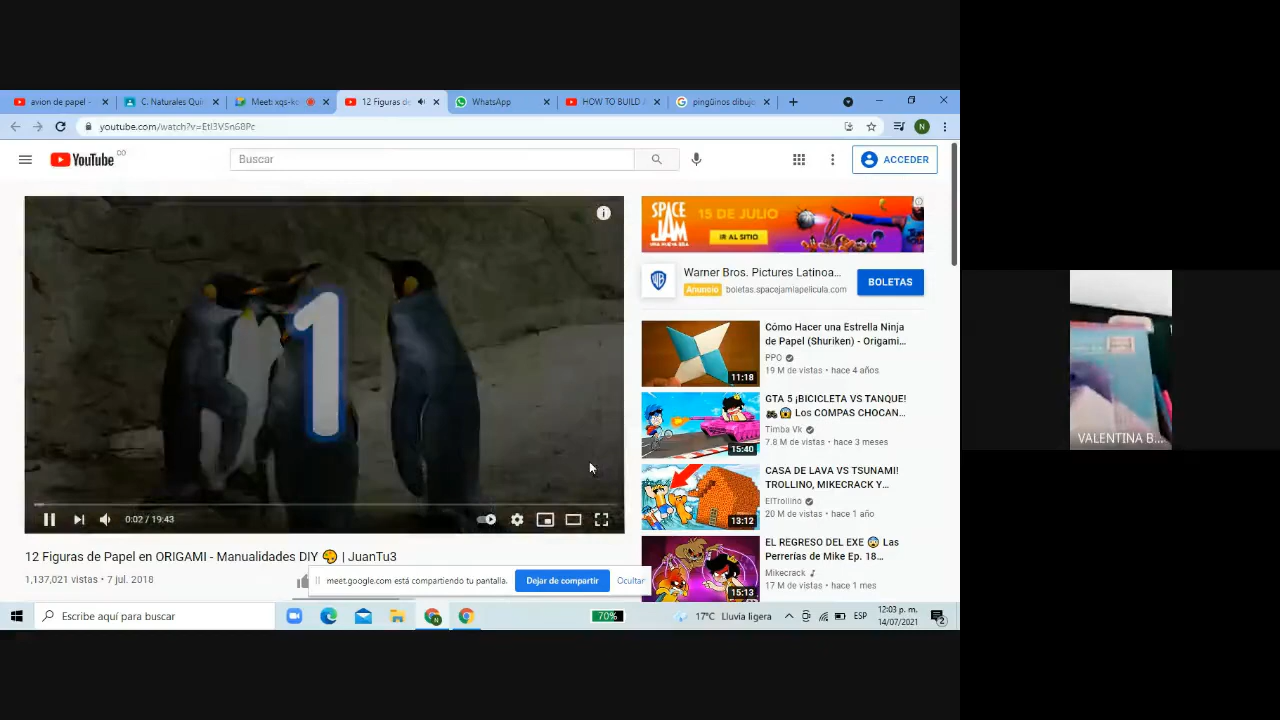 avion de papel -
C. Naturales Qui
Meet: xqs-k
12 Figuras de
WhatsApp
HOW TO BUILD A
pingüinos dibuj
youtube.com/watch?v=EtI3VSn68Pc
YouTube CO
Buscar
ACCEDER
1
SPACE JAM
UNA NUEVA ERA
15 DE JULIO
IR AL SITIO
Warner Bros. Pictures Latinoa...
Anuncio boletas.spacejamlapelicula.com
BOLETAS
Cómo Hacer una Estrella Ninja
de Papel (Shuriken) - Origami...
PPO
19 M de vistas • hace 4 años
11:18
GTA 5 ¡BICICLETA VS TANQUE!
Los COMPAS CHOCAN...
Timba Vk
7.8 M de vistas • hace 3 meses
15:40
CASA DE LAVA VS TSUNAMI!
TROLLINO, MIKECRACK Y...
ElTrollino
20 M de vistas • hace 1 año
13:12
EL REGRESO DEL EXE 😨 Las
Perrerías de Mike Ep. 18...
Mikecrack
17 M de vistas • hace 1 mes
15:13
0:02 / 19:43
12 Figuras de Papel en ORIGAMI - Manualidades DIY 🎨 | JuanTu3
1,137,021 vistas • 7 jul. 2018
meet.google.com está compartiendo tu pantalla.
Dejar de compartir
Ocultar
VALENTINA B...
Escribe aquí para buscar
70%
17°C Lluvia ligera
ESP
12:03 p. m.
14/07/2021
2